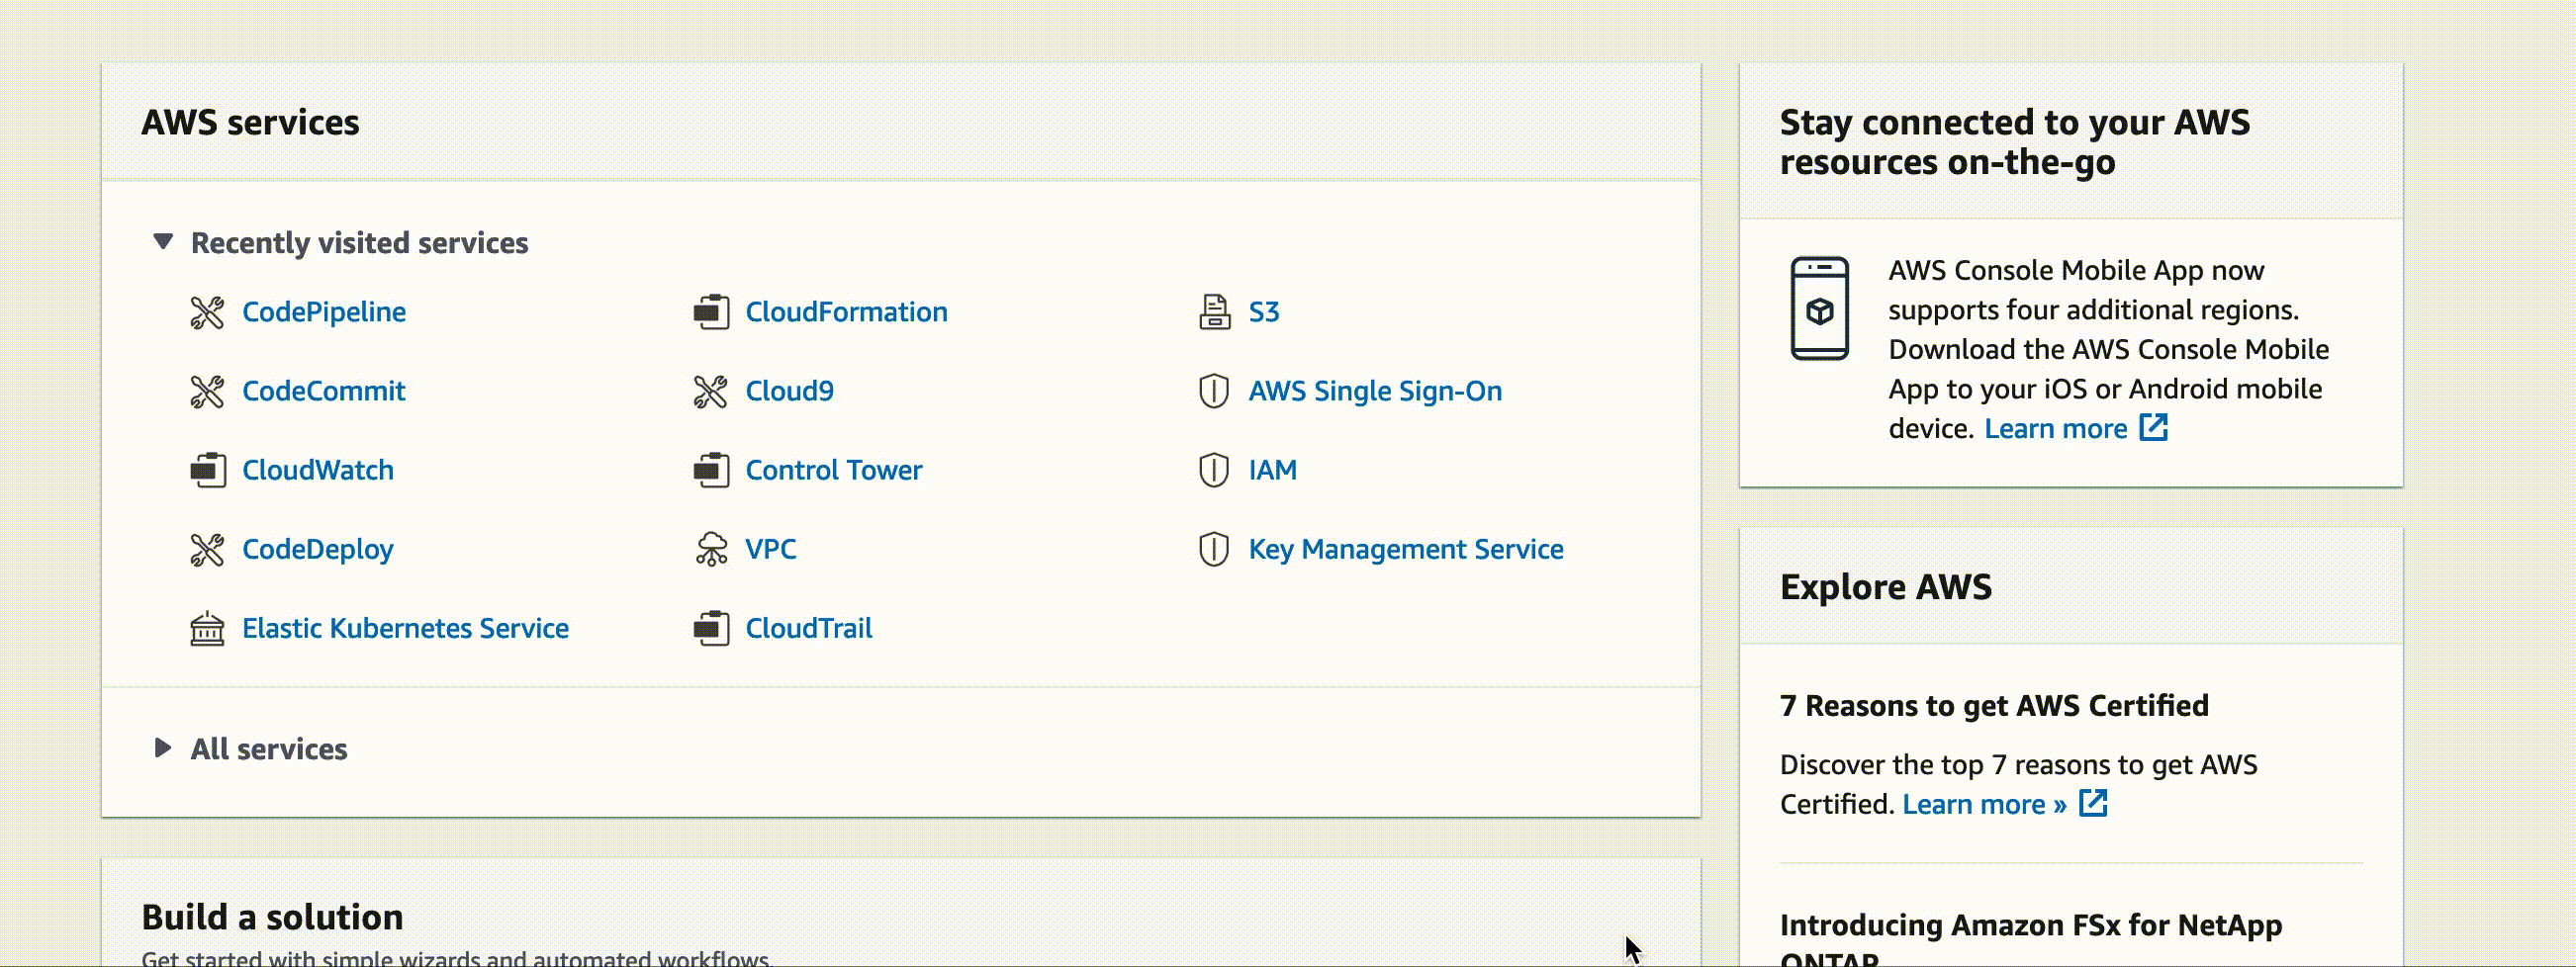 AWS services
Recently visited services
CodePipeline
CloudFormation
S3
CodeCommit
Cloud9
AWS Single Sign-On
CloudWatch
Control Tower
IAM
CodeDeploy
VPC
Key Management Service
Elastic Kubernetes Service
CloudTrail
All services
Build a solution
Get started with simple wizards and automated workflows.
Stay connected to your AWS
resources on-the-go
AWS Console Mobile App now
supports four additional regions.
Download the AWS Console Mobile
App to your iOS or Android mobile
device. Learn more
Explore AWS
7 Reasons to get AWS Certified
Discover the top 7 reasons to get AWS
Certified. Learn more »
Introducing Amazon FSx for NetApp
ONTAP